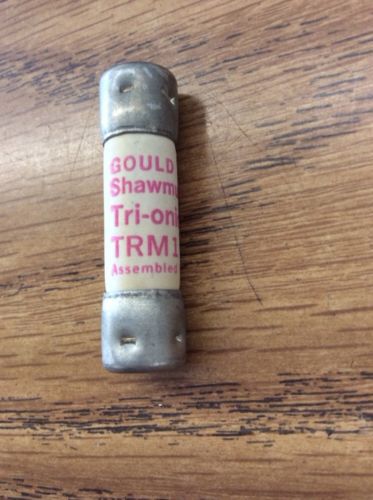 GOULD
Shawmu
Tri-oni
TRM1
Assembled